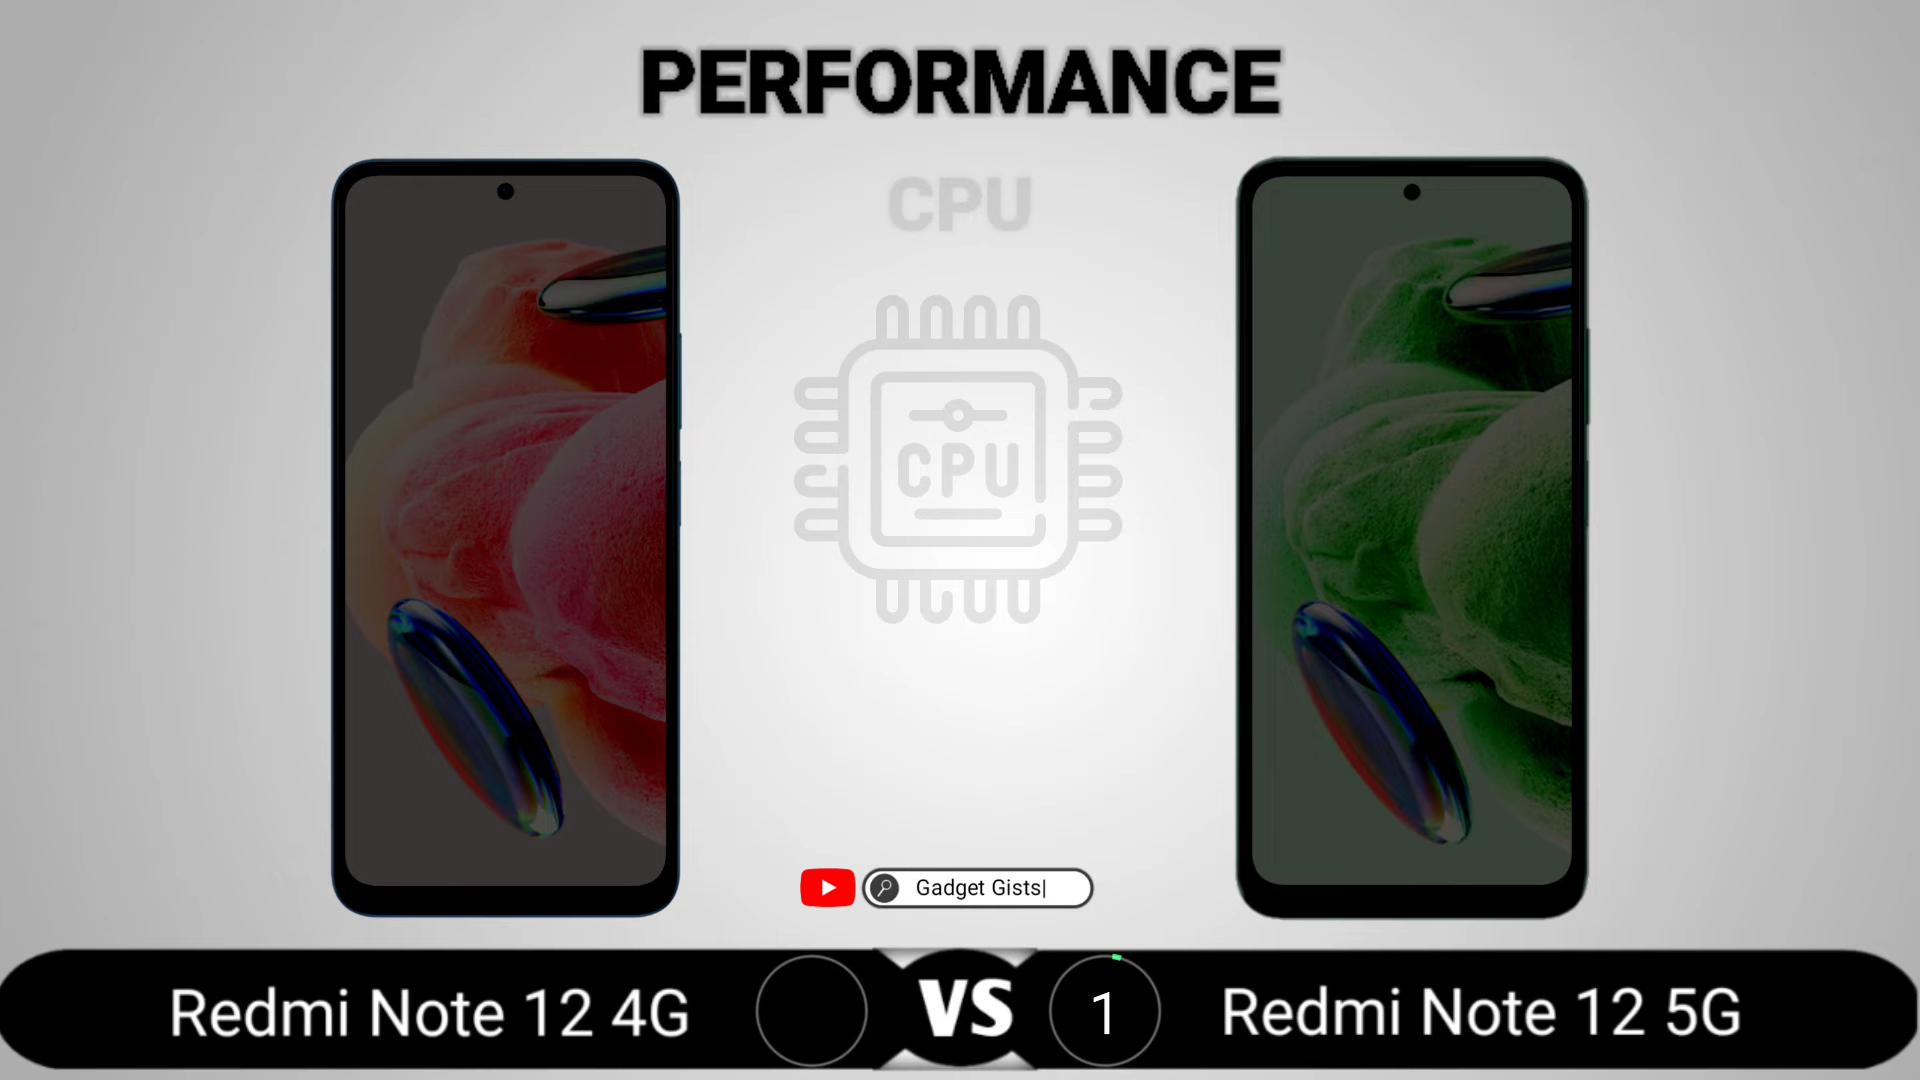 PERFORMANCE
CPU
CPU
Gadget Gists|
Redmi Note 12 4G
VS
1
Redmi Note 12 5G